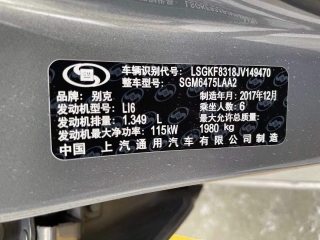 车辆识别代号: LSGKF8318JV149470
整车型号: SGM6475LAA2
品牌: 别克 制造年月: 2017年12月
发动机型号: LI6 乘坐人数: 6
发动机排量: 1.349 L 最大允许总质量:
发动机最大净功率: 115kW 1980 kg
中国 上汽通用汽车有限公司